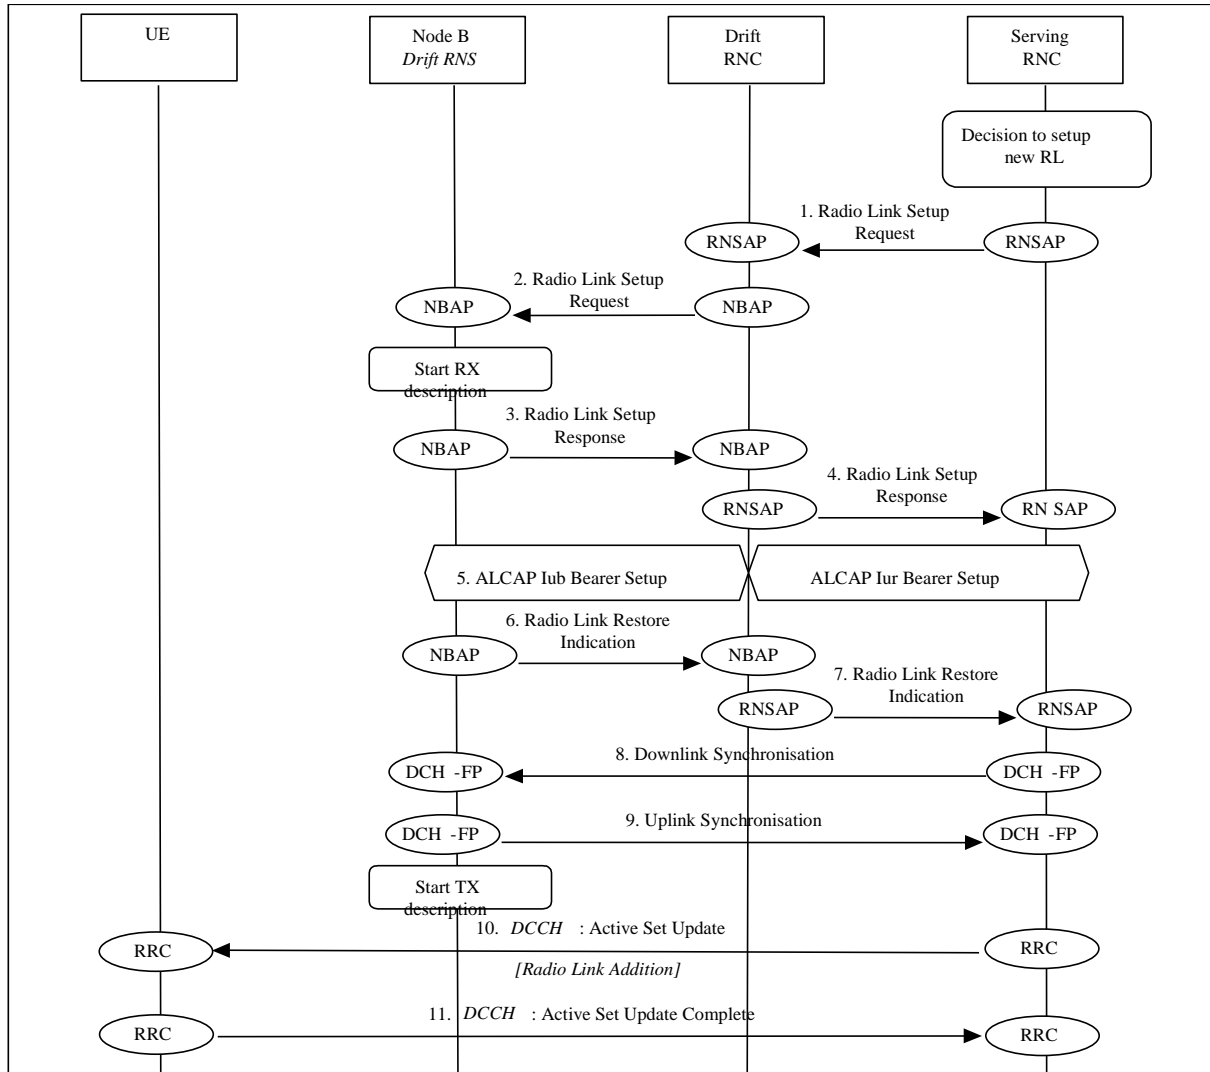 UE
Node B
Drift RNS
Drift
RNC
Serving
RNC
Decision to setup
new RL
1. Radio Link Setup
Request
RNSAP
RNSAP
2. Radio Link Setup
Request
NBAP
NBAP
Start RX
description
3. Radio Link Setup
Response
NBAP
NBAP
4. Radio Link Setup
Response
RNSAP
RN SAP
5. ALCAP Iub Bearer Setup
ALCAP Iur Bearer Setup
6. Radio Link Restore
Indication
NBAP
NBAP
7. Radio Link Restore
Indication
RNSAP
RNSAP
8. Downlink Synchronisation
DCH -FP
DCH -FP
9. Uplink Synchronisation
DCH -FP
DCH -FP
Start TX
description
10. DCCH : Active Set Update
RRC
RRC
[Radio Link Addition]
11. DCCH : Active Set Update Complete
RRC
RRC